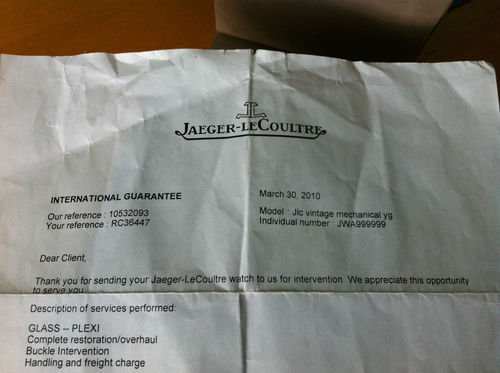 JL
JAEGER-LECOULTRE
INTERNATIONAL GUARANTEE
March 30, 2010
Our reference : 10532093
Your reference : RC36447
Model : Jlc vintage mechanical yg
Individual number : JWA999999
Dear Client,
Thank you for sending your Jaeger-LeCoultre watch to us for intervention. We appreciate this opportunity
to serve you
Description of services performed:
GLASS -- PLEXI
Complete restoration/overhaul
Buckle Intervention
Handling and freight charge